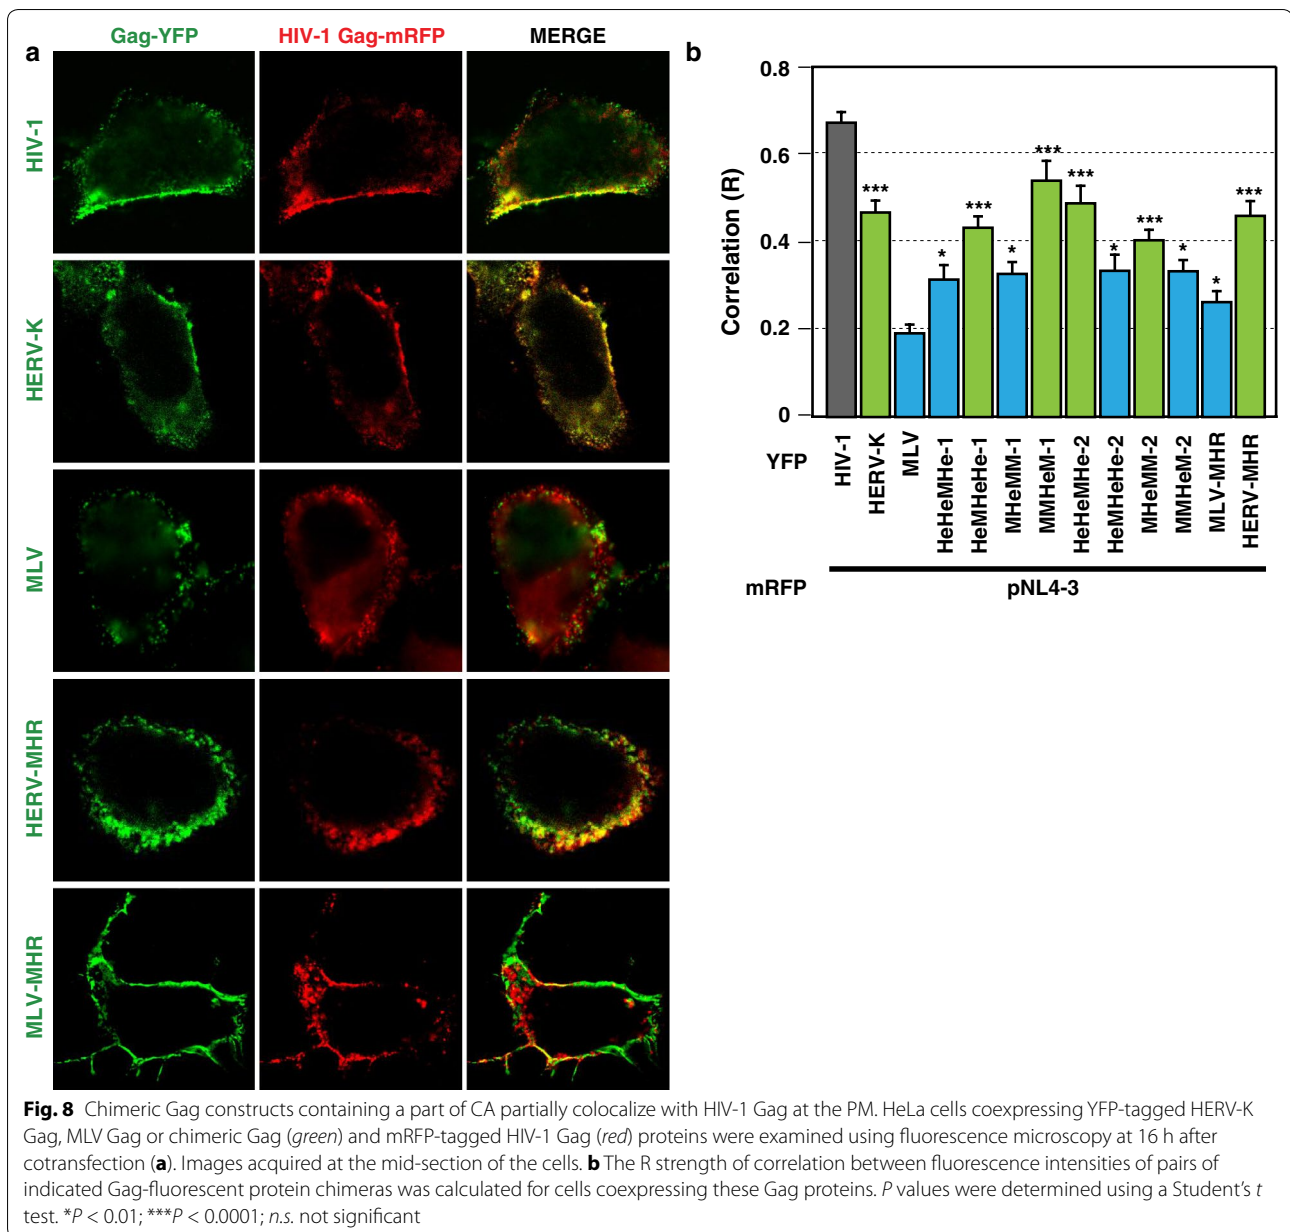 a
Gag-YFP
HIV-1 Gag-mRFP
MERGE
HIV-1
HERV-K
MLV
HERV-MHR
MLV-MHR
b
Correlation (R)
0.8
0.6
0.4
0.2
0
***
*
***
*
***
***
*
***
*
*
***
YFP
HIV-1
HERV-K
MLV
HeHeMHe-1
HeMHeHe-1
MHeMM-1
MMHeM-1
HeHeMHe-2
HeMHeHe-2
MHeMM-2
MMHeM-2
MLV-MHR
HERV-MHR
mRFP
pNL4-3
Fig. 8 Chimeric Gag constructs containing a part of CA partially colocalize with HIV-1 Gag at the PM. HeLa cells coexpressing YFP-tagged HERV-K
Gag, MLV Gag or chimeric Gag (green) and mRFP-tagged HIV-1 Gag (red) proteins were examined using fluorescence microscopy at 16 h after
cotransfection (a). Images acquired at the mid-section of the cells. b The R strength of correlation between fluorescence intensities of pairs of
indicated Gag-fluorescent protein chimeras was calculated for cells coexpressing these Gag proteins. P values were determined using a Student's t
test. *P < 0.01; ***P < 0.0001; n.s. not significant